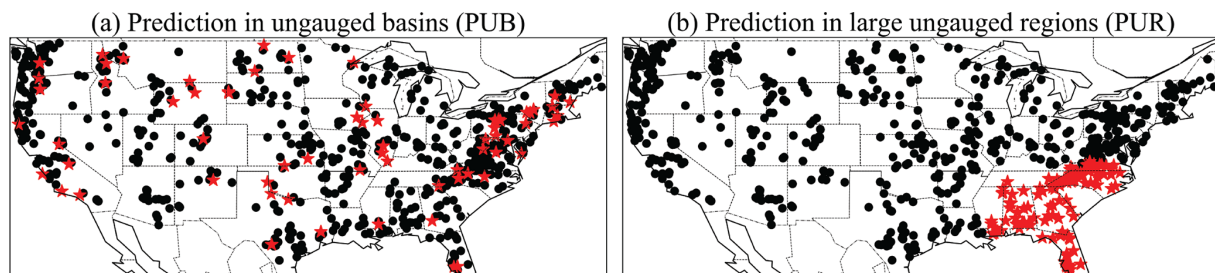 (a) Prediction in ungauged basins (PUB)
(b) Prediction in large ungauged regions (PUR)